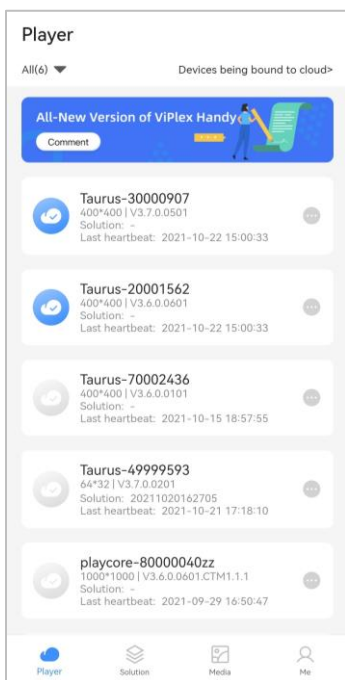 Player
All(6)
Devices being bound to cloud>
All-New Version of ViPlex Handy
Comment
Taurus-30000907
400*400 | V3.7.0.0501
Solution: -
Last heartbeat: 2021-10-22 15:00:33
Taurus-20001562
400*400 | V3.6.0.0601
Solution: -
Last heartbeat: 2021-10-22 15:00:33
Taurus-70002436
400*400 | V3.6.0.0101
Solution: -
Last heartbeat: 2021-10-15 18:57:55
Taurus-49999593
64*32 | V3.7.0.0201
Solution: 20211020162705
Last heartbeat: 2021-10-21 17:18:10
playcore-80000040zz
1000*1000 | V3.6.0.0601.CTM1.1.1
Solution: -
Last heartbeat: 2021-09-29 16:50:47
Player
Solution
Media
Me